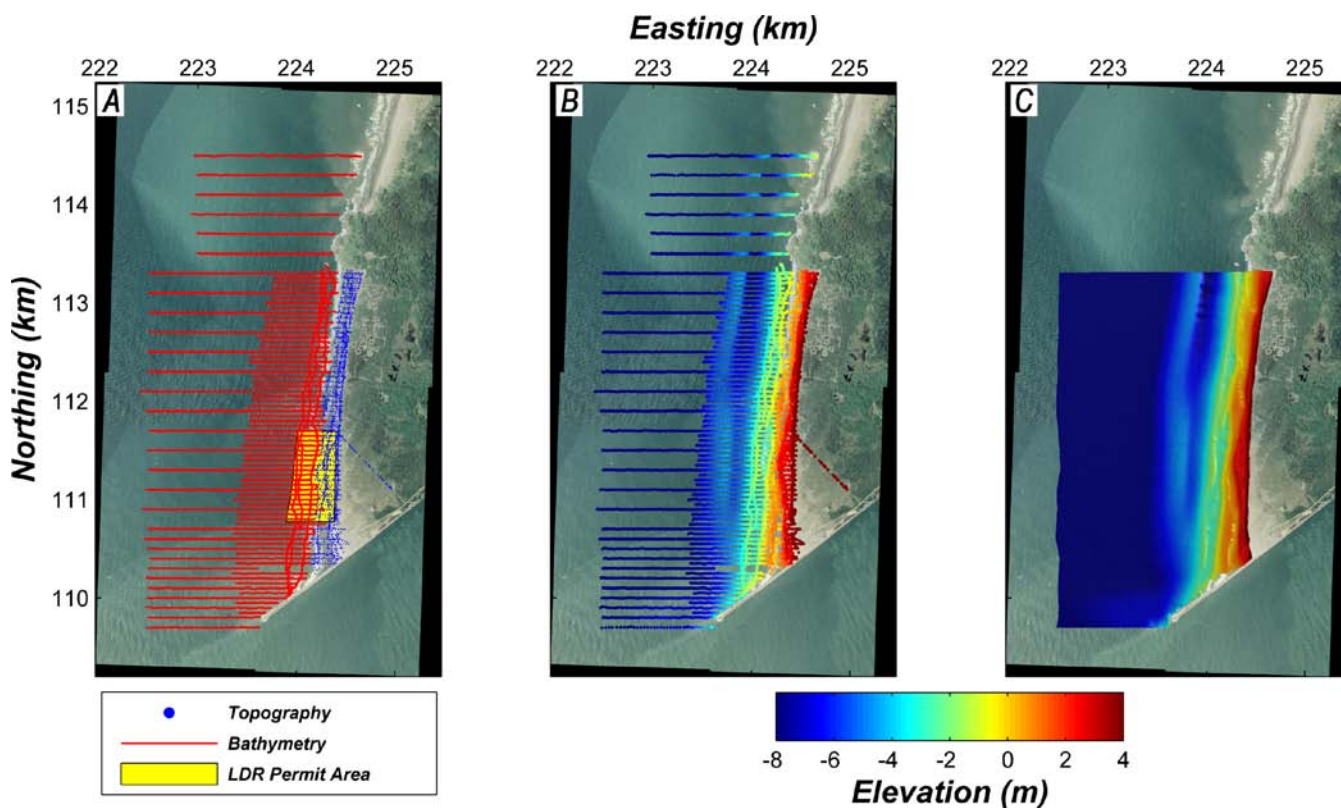 Easting (km)
222 223 224 225 222 223 224 225 222 223 224 225
A B C
115
114
113
112
111
110
Northing (km)
Topography
Bathymetry
LDR Permit Area
-8 -6 -4 -2 0 2 4
Elevation (m)